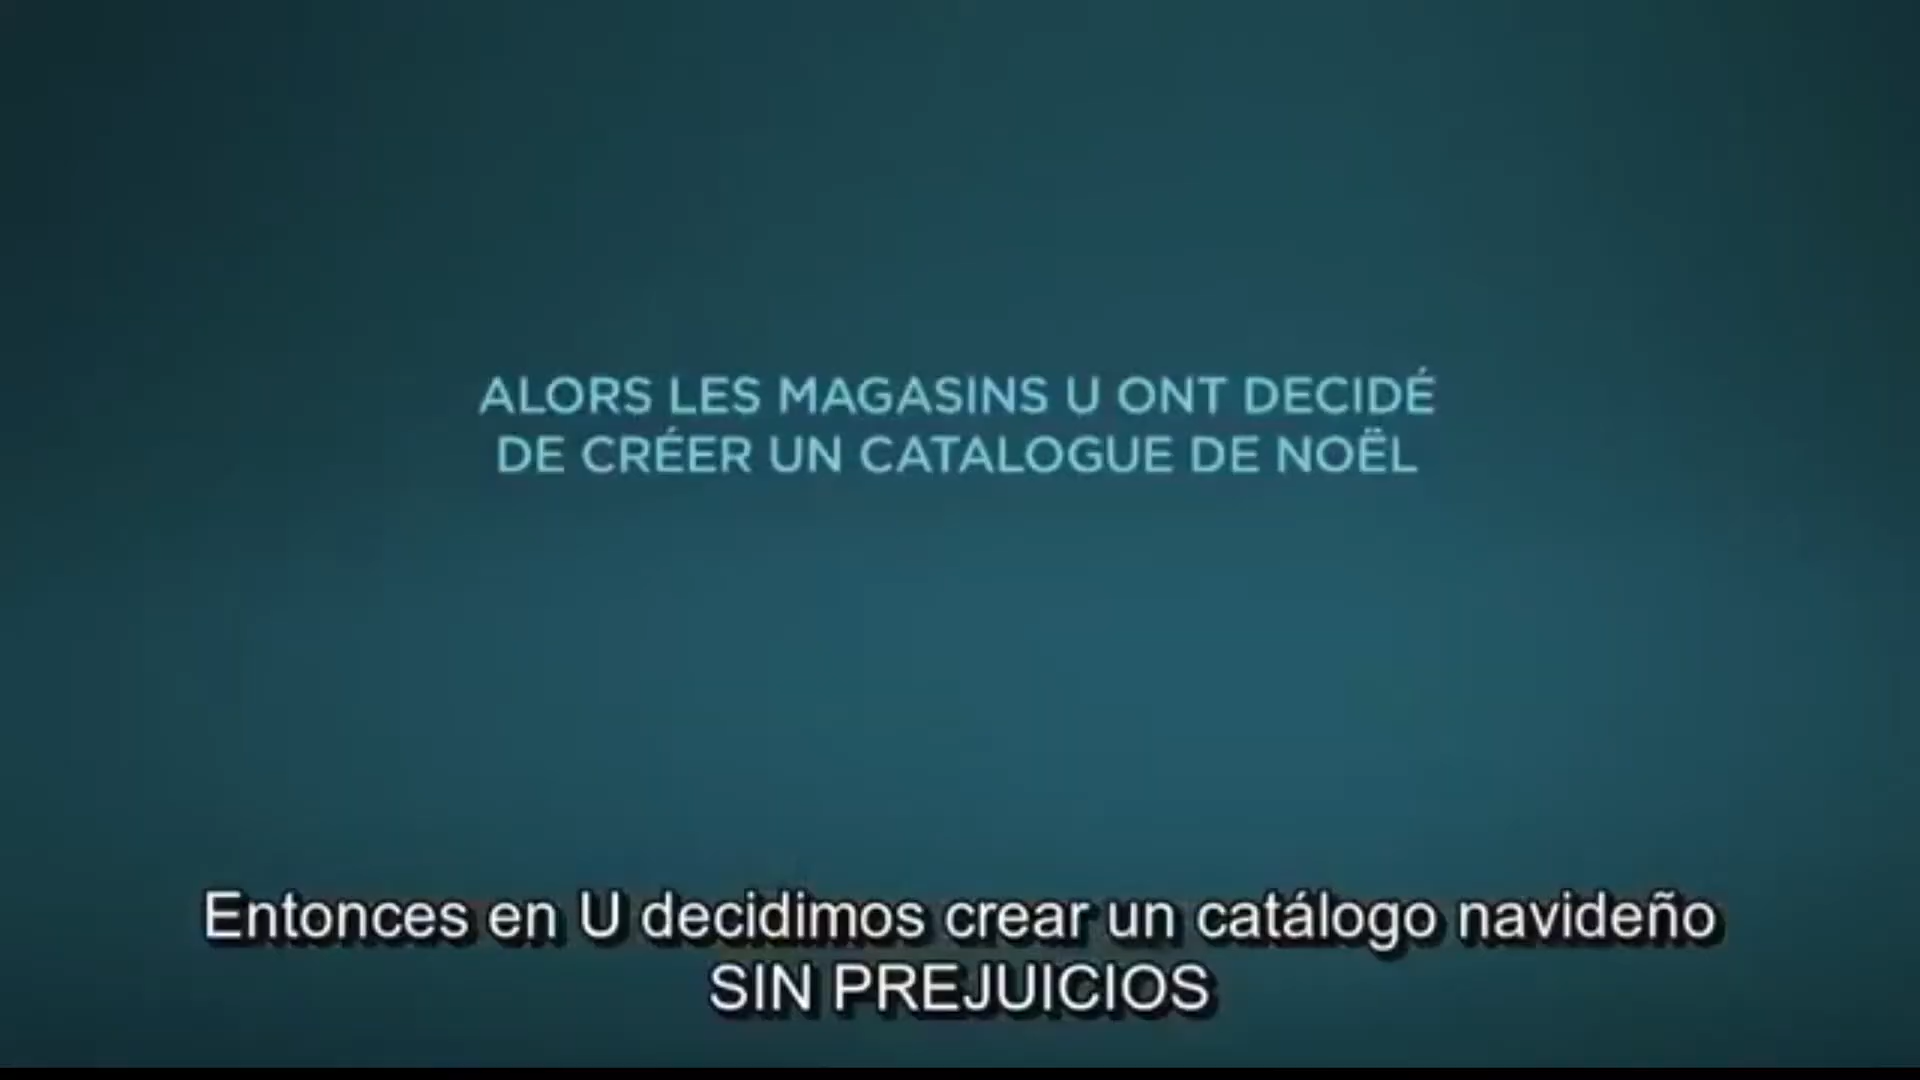 ALORS LES MAGASINS U ONT DECIDÉ
DE CRÉER UN CATALOGUE DE NOËL
Entonces en U decidimos crear un catálogo navideño
SIN PREJUICIOS